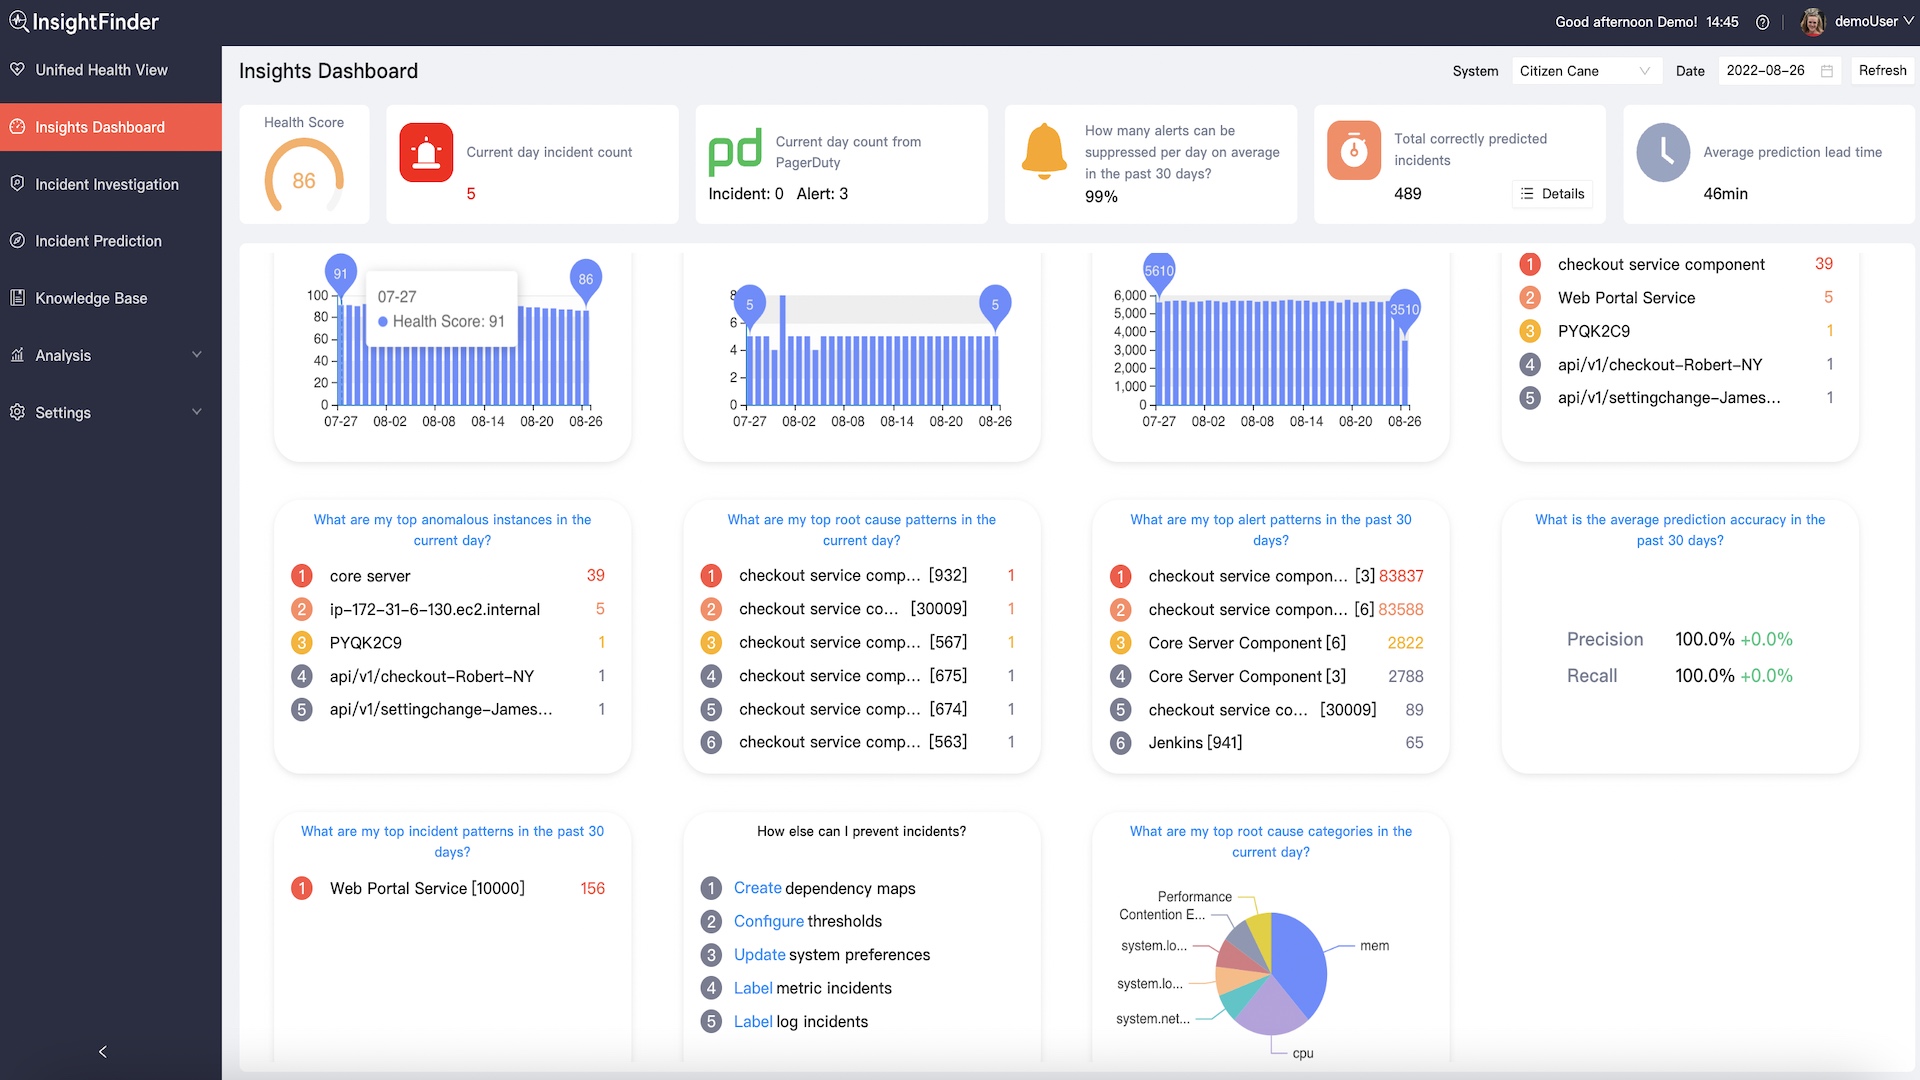 InsightFinder
Good afternoon Demo! 14:45
demoUser
Unified Health View
Insights Dashboard
Incident Investigation
Incident Prediction
Knowledge Base
Analysis
Settings
Insights Dashboard
System Citizen Cane Date 2022-08-26 Refresh
Health Score
86
Current day incident count
5
pd
Current day count from
PagerDuty
Incident: 0 Alert: 3
How many alerts can be
suppressed per day on average
in the past 30 days?
99%
Total correctly predicted
incidents
489
Details
Average prediction lead time
46min
91
86
07-27
Health Score: 91
100
80
60
40
20
0
07-27 08-02 08-08 08-14 08-20 08-26
5
5
8
6
4
2
0
07-27 08-02 08-08 08-14 08-20 08-26
5610
3510
6,000
5,000
4,000
3,000
2,000
1,000
0
07-27 08-02 08-08 08-14 08-20 08-26
1 checkout service component 39
2 Web Portal Service 5
3 PYQK2C9 1
4 api/v1/checkout-Robert-NY 1
5 api/v1/settingchange-James... 1
What are my top anomalous instances in the
current day?
1 core server 39
2 ip-172-31-6-130.ec2.internal 5
3 PYQK2C9 1
4 api/v1/checkout-Robert-NY 1
5 api/v1/settingchange-James... 1
What are my top root cause patterns in the
current day?
1 checkout service comp... [932] 1
2 checkout service co... [30009] 1
3 checkout service comp... [567] 1
4 checkout service comp... [675] 1
5 checkout service comp... [674] 1
6 checkout service comp... [563] 1
What are my top alert patterns in the past 30
days?
1 checkout service compon... [3] 83837
2 checkout service compon... [6] 83588
3 Core Server Component [6] 2822
4 Core Server Component [3] 2788
5 checkout service co... [30009] 89
6 Jenkins [941] 65
What is the average prediction accuracy in the
past 30 days?
Precision 100.0% +0.0%
Recall 100.0% +0.0%
What are my top incident patterns in the past 30
days?
1 Web Portal Service [10000] 156
How else can I prevent incidents?
1 Create dependency maps
2 Configure thresholds
3 Update system preferences
4 Label metric incidents
5 Label log incidents
What are my top root cause categories in the
current day?
Performance
Contention E...
system.lo...
system.lo...
system.net...
mem
cpu